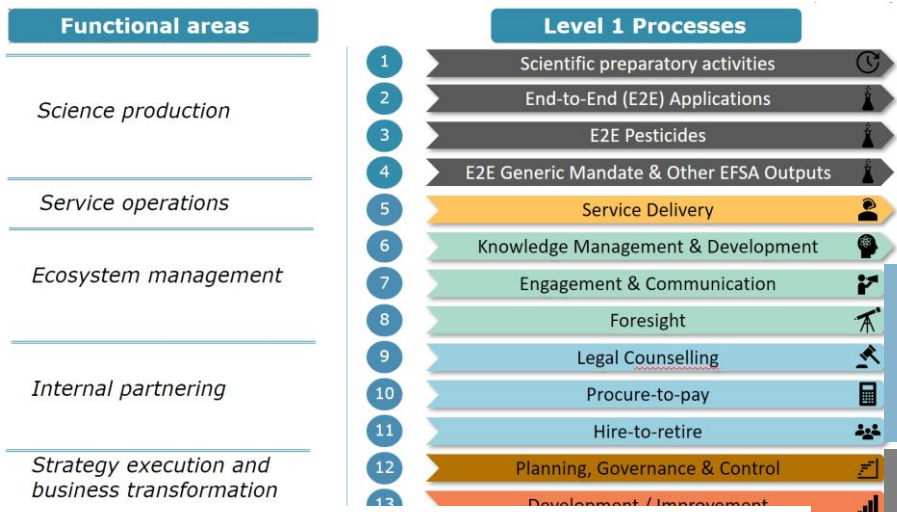 Functional areas
Level 1 Processes
Science production
1 Scientific preparatory activities
2 End-to-End (E2E) Applications
3 E2E Pesticides
4 E2E Generic Mandate & Other EFSA Outputs
Service operations
5 Service Delivery
Ecosystem management
6 Knowledge Management & Development
7 Engagement & Communication
8 Foresight
Internal partnering
9 Legal Counselling
10 Procure-to-pay
11 Hire-to-retire
Strategy execution and
business transformation
12 Planning, Governance & Control
13 Development / Improvement